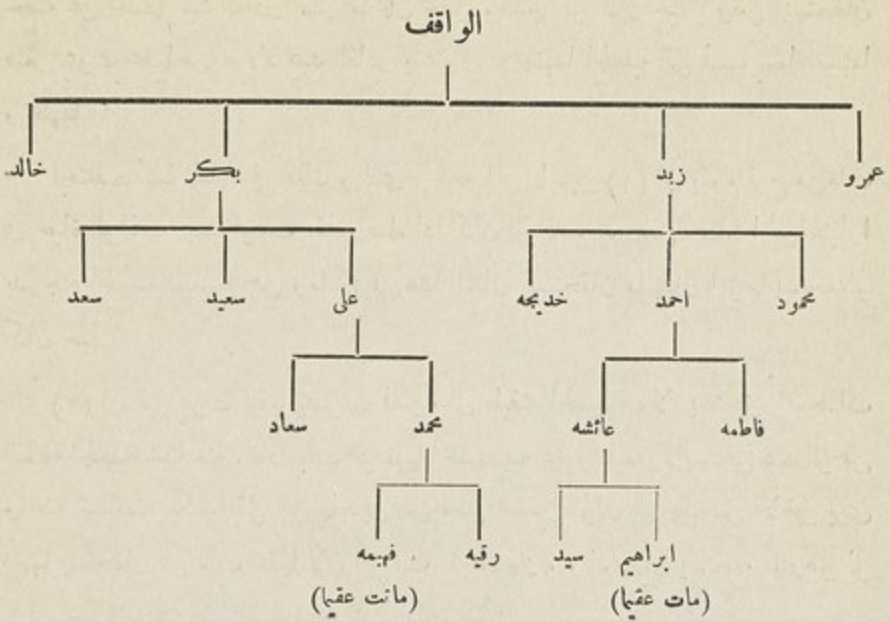 الواقف
عمرو زيد بكر خالد
محمود احمد خديجه على سعيد سعد
فاطمه عائشه محمد سعاد
ابراهيم سيد رقيه فهيمه
(مات عقيما) (ماتت عقيما)